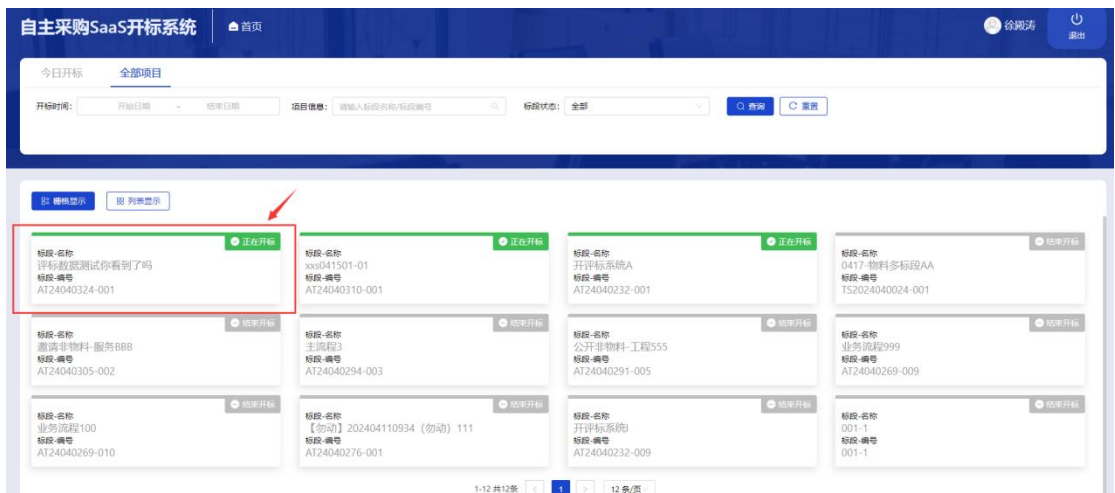 自主采购SaaS开标系统 首页 徐殿涛 退出
今日开标 全部项目
开标时间： 开始日期 - 结束日期 项目信息： 请输入标段名称/标段编号 标段状态： 全部 查询 重置
栅格显示 列表显示
正在开标 正在开标 正在开标 结束开标
标段-名称 标段-名称 标段-名称 标段-名称
评标数据测试你看到了吗 xxs041501-01 开评标系统A 0417-物料多标段AA
标段-编号 标段-编号 标段-编号 标段-编号
AT24040324-001 AT24040310-001 AT24040232-001 TS2024040024-001
结束开标 结束开标 结束开标 结束开标
标段-名称 标段-名称 标段-名称 标段-名称
邀请非物料-服务BBB 主流程3 公开非物料-工程555 业务流程999
标段-编号 标段-编号 标段-编号 标段-编号
AT24040305-002 AT24040294-003 AT24040291-005 AT24040269-009
结束开标 结束开标 结束开标 结束开标
标段-名称 标段-名称 标段-名称 标段-名称
业务流程100 【勿动】202404110934（勿动）111 开评标系统I 001-1
标段-编号 标段-编号 标段-编号 标段-编号
AT24040269-010 AT24040276-001 AT24040232-009 001-1
1-12 共12条 < 1 > 12 条/页